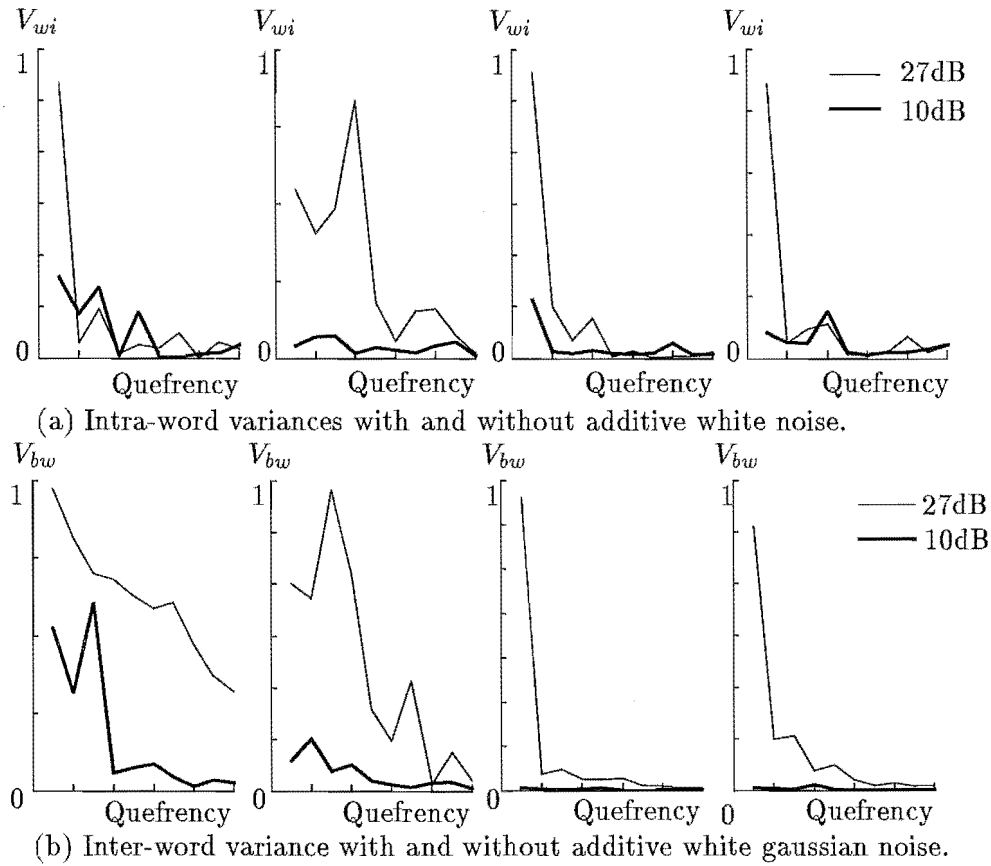 V_wi V_wi V_wi V_wi
1 1 1 1
27dB
10dB
0 0 0 0
Quefrency Quefrency Quefrency Quefrency
(a) Intra-word variances with and without additive white noise.
V_bw V_bw V_bw V_bw
1 1 1 1
27dB
10dB
0 0 0 0
Quefrency Quefrency Quefrency Quefrency
(b) Inter-word variance with and without additive white gaussian noise.